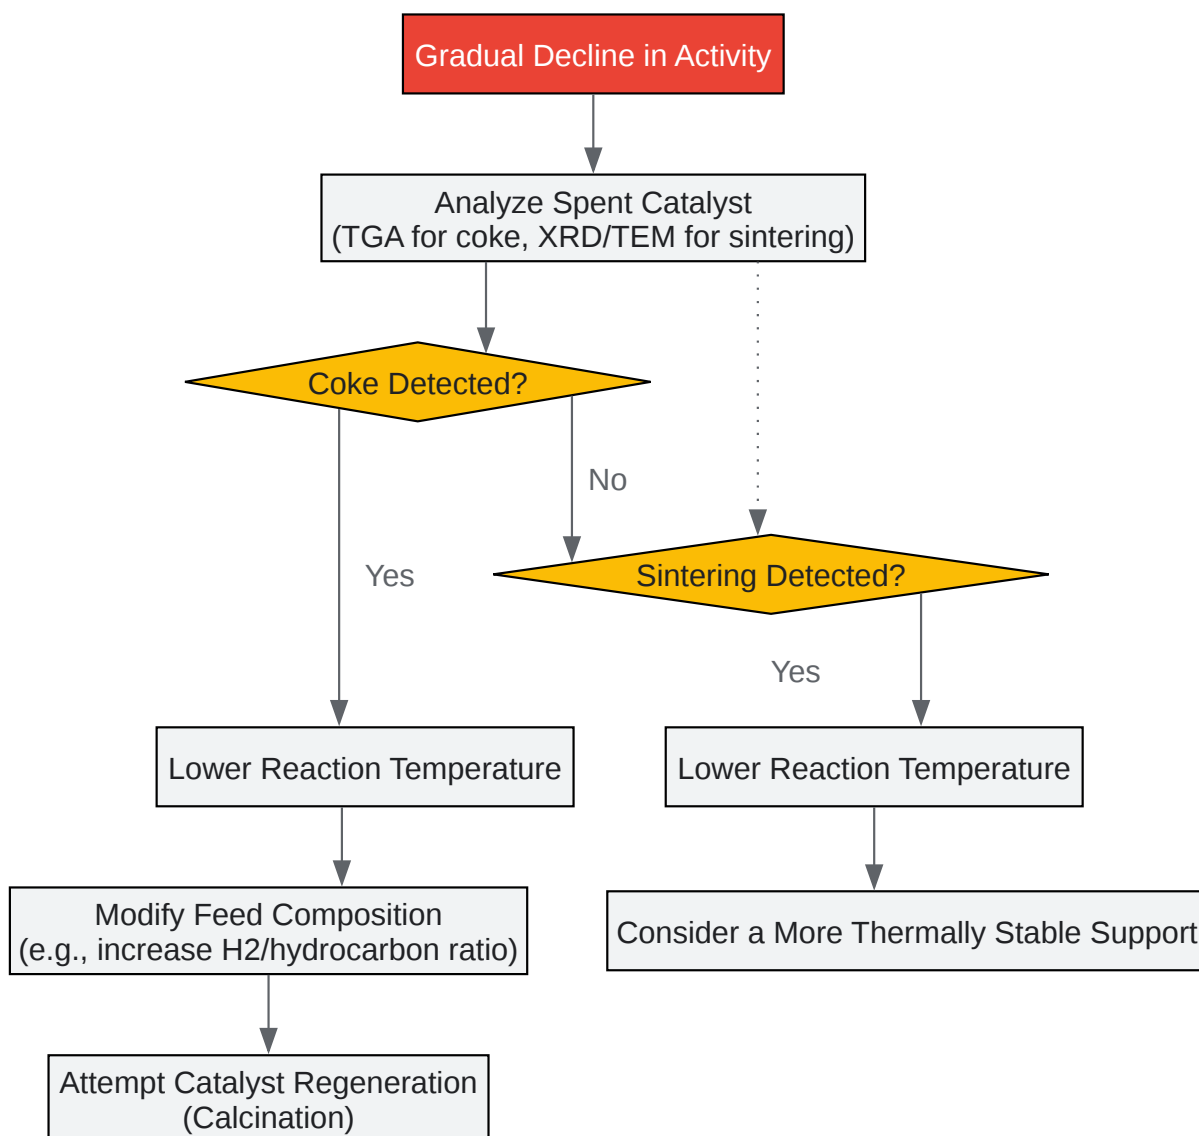 Gradual Decline in Activity
Analyze Spent Catalyst
(TGA for coke, XRD/TEM for sintering)
Coke Detected?
No
Sintering Detected?
Yes
Yes
Lower Reaction Temperature
Lower Reaction Temperature
Modify Feed Composition
(e.g., increase H2/hydrocarbon ratio)
Consider a More Thermally Stable Support
Attempt Catalyst Regeneration
(Calcination)